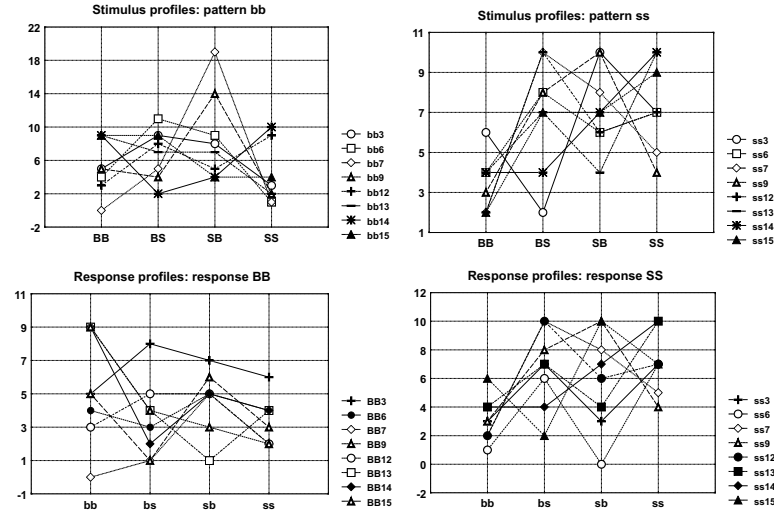 Stimulus profiles: pattern bb
22
18
14
10
6
2
-2
BB BS SB SS
bb3
bb6
bb7
bb9
bb12
bb13
bb14
bb15
Stimulus profiles: pattern ss
11
9
7
5
3
1
BB BS SB SS
ss3
ss6
ss7
ss9
ss12
ss13
ss14
ss15
Response profiles: response BB
11
9
7
5
3
1
-1
bb bs sb ss
BB3
BB6
BB7
BB9
BB12
BB13
BB14
BB15
Response profiles: response SS
12
10
8
6
4
2
0
-2
bb bs sb ss
ss3
ss6
ss7
ss9
ss12
ss13
ss14
ss15